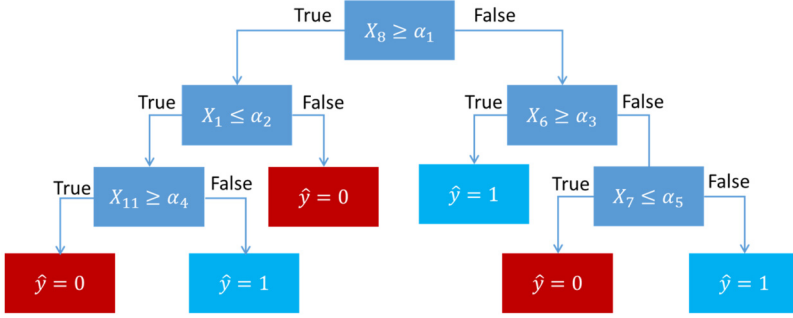 True
False
X₈ ≥ α₁
True
False
True
False
X₁ ≤ α₂
X₆ ≥ α₃
True
False
True
False
X₁₁ ≥ α₄
ŷ = 0
ŷ = 1
X₇ ≤ α₅
ŷ = 0
ŷ = 1
ŷ = 0
ŷ = 1